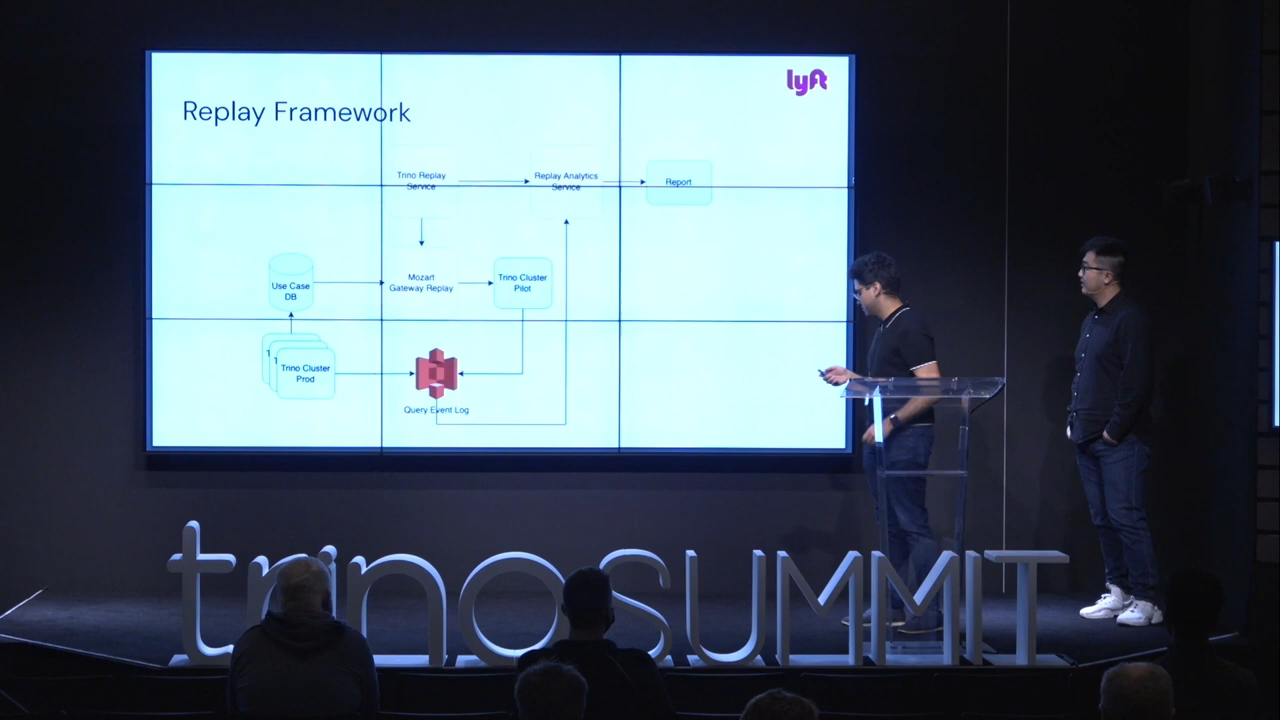 lyft
Replay Framework
Trino Replay
Service
Replay Analytics
Service
Report
Use Case
DB
Mozart
Gateway Replay
Trino Cluster
Pilot
T
T
Trino Cluster
Prod
Query Event Log
trinosummit